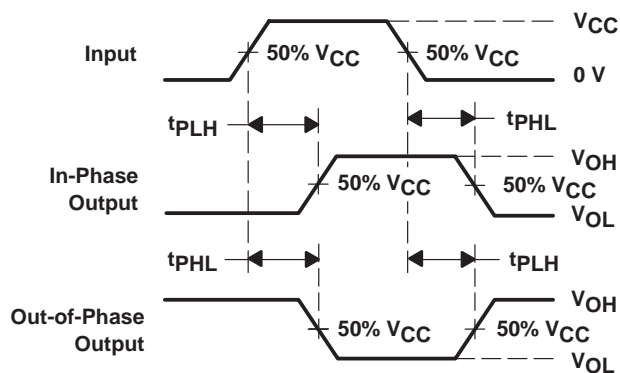 VCC
Input
50% VCC
50% VCC
0 V
tPLH
tPHL
VOH
In-Phase
Output
50% VCC
50% VCC
VOL
tPHL
tPLH
VOH
Out-of-Phase
Output
50% VCC
50% VCC
VOL